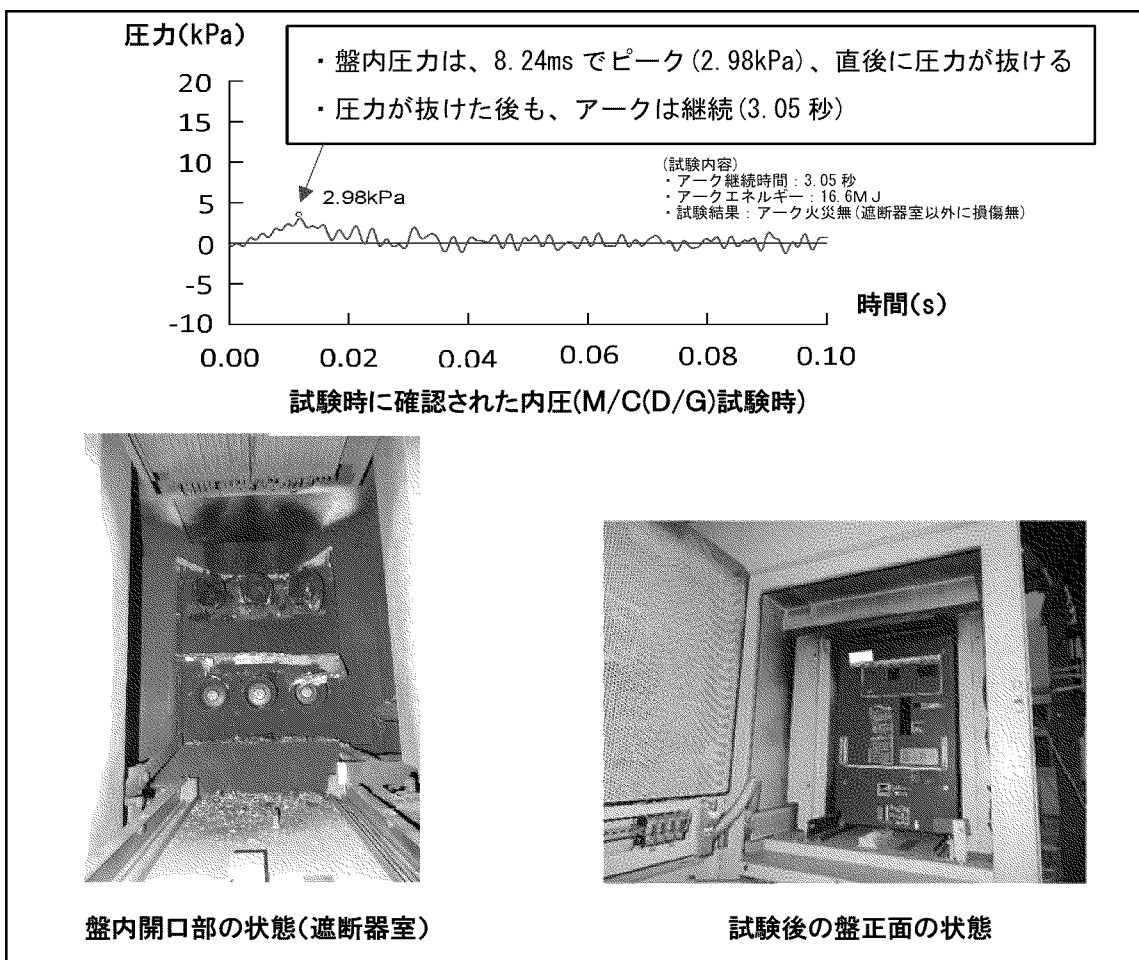 圧力(kPa)
・盤内圧力は、8.24ms でピーク(2.98kPa)、直後に圧力が抜ける
・圧力が抜けた後も、アークは継続(3.05 秒)
20
15
10
5
0
-5
-10
2.98kPa
(試験内容)
・アーク継続時間：3.05 秒
・アークエネルギー：16.6MJ
・試験結果：アーク火災無(遮断器室以外に損傷無)
時間(s)
0.00 0.02 0.04 0.06 0.08 0.10
試験時に確認された内圧(M/C(D/G)試験時)
盤内開口部の状態(遮断器室)
試験後の盤正面の状態